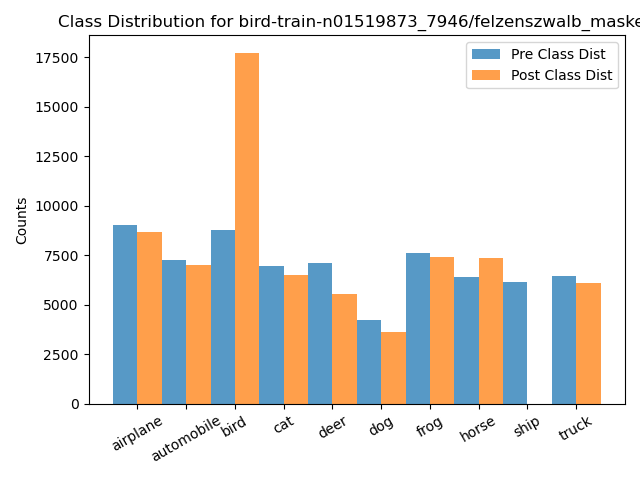 Class Distribution for bird-train-n01519873_7946/felzenszwalb_maske
Pre Class Dist
Post Class Dist
Counts
17500
15000
12500
10000
7500
5000
2500
0
airplane automobile bird cat deer dog frog horse ship truck